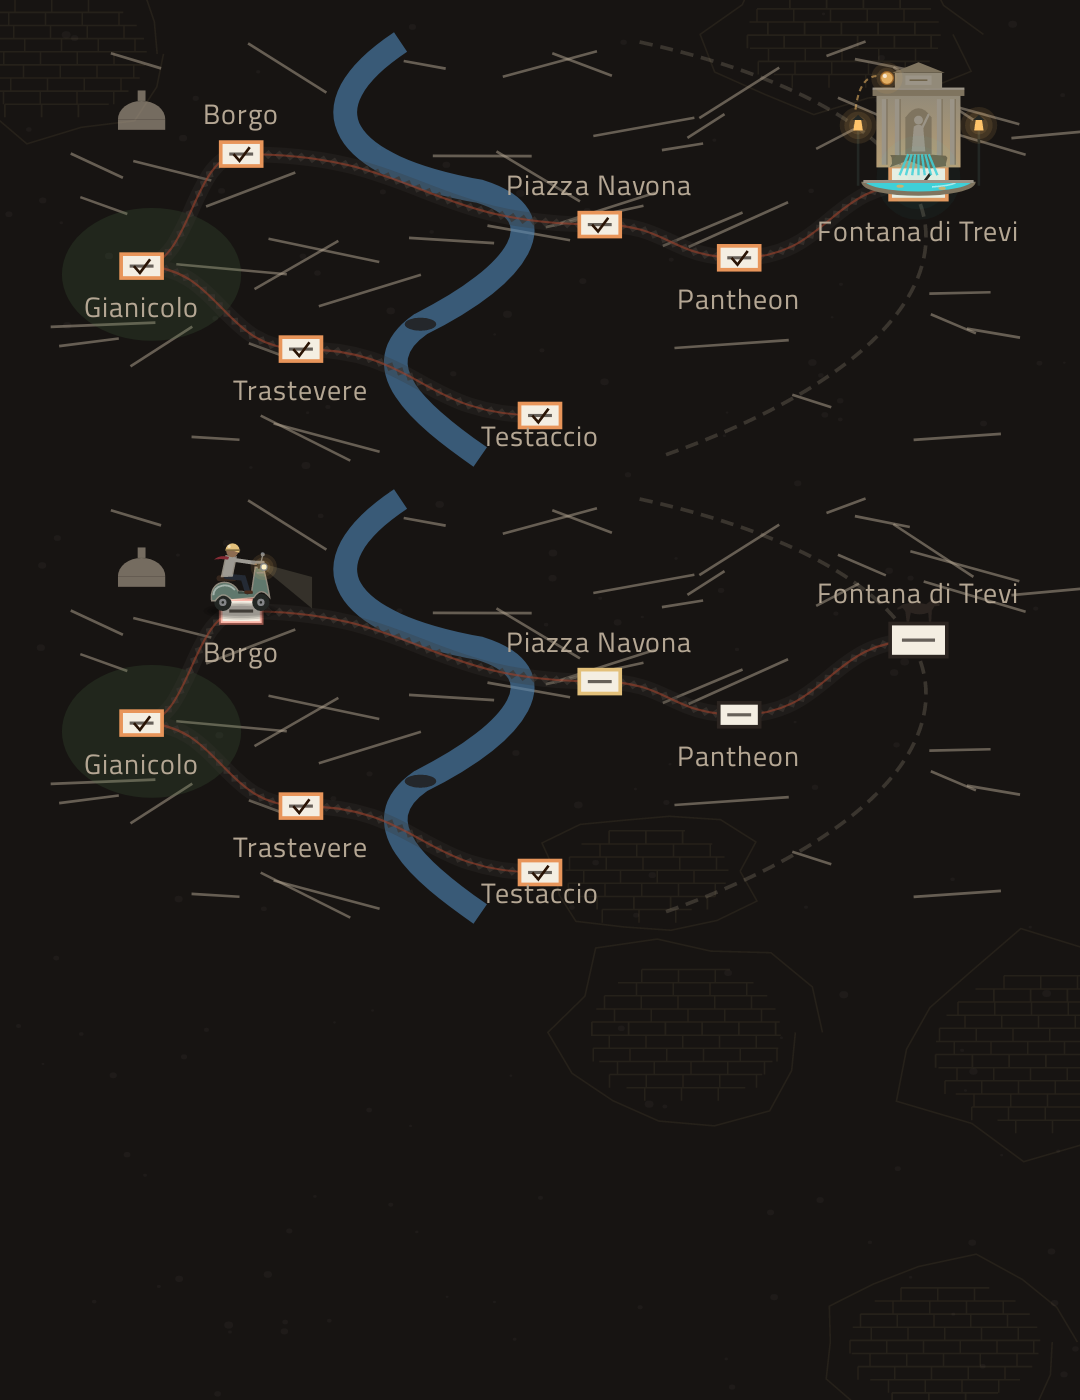 Borgo
Piazza Navona
Fontana di Trevi
Gianicolo
Pantheon
Trastevere
Testaccio
Fontana di Trevi
Piazza Navona
Borgo
Gianicolo
Pantheon
Trastevere
Testaccio